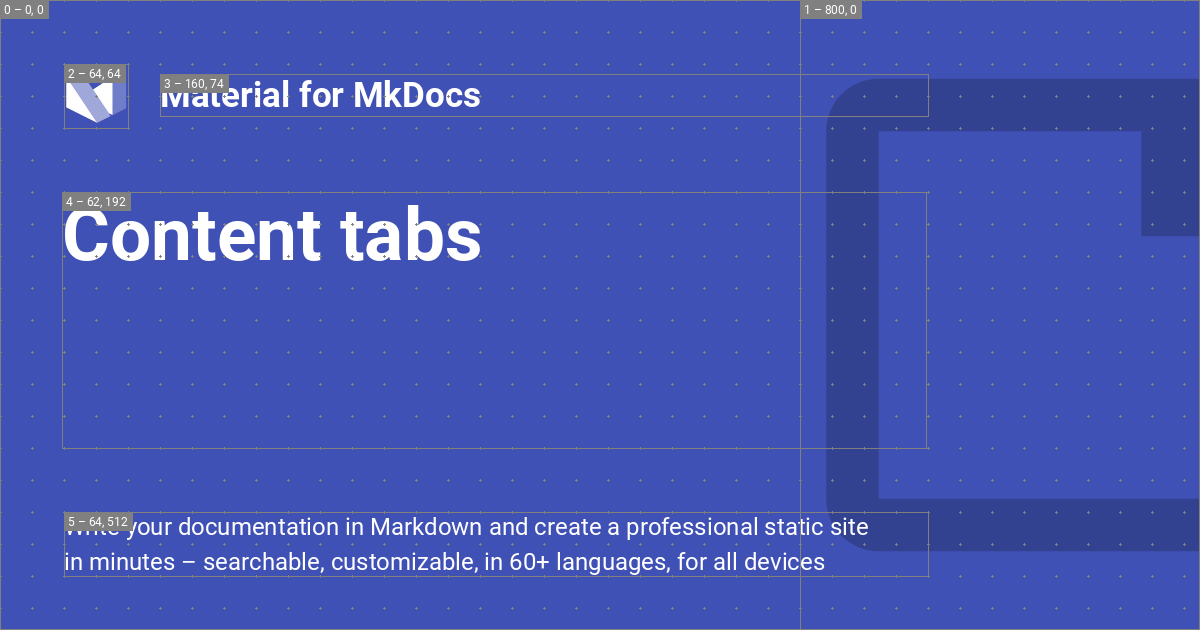 0 – 0, 0
1 – 800, 0
2 – 64, 64
3 – 160, 74
Material for MkDocs
4 – 62, 192
Content tabs
5 – 64, 512
Write your documentation in Markdown and create a professional static site
in minutes – searchable, customizable, in 60+ languages, for all devices